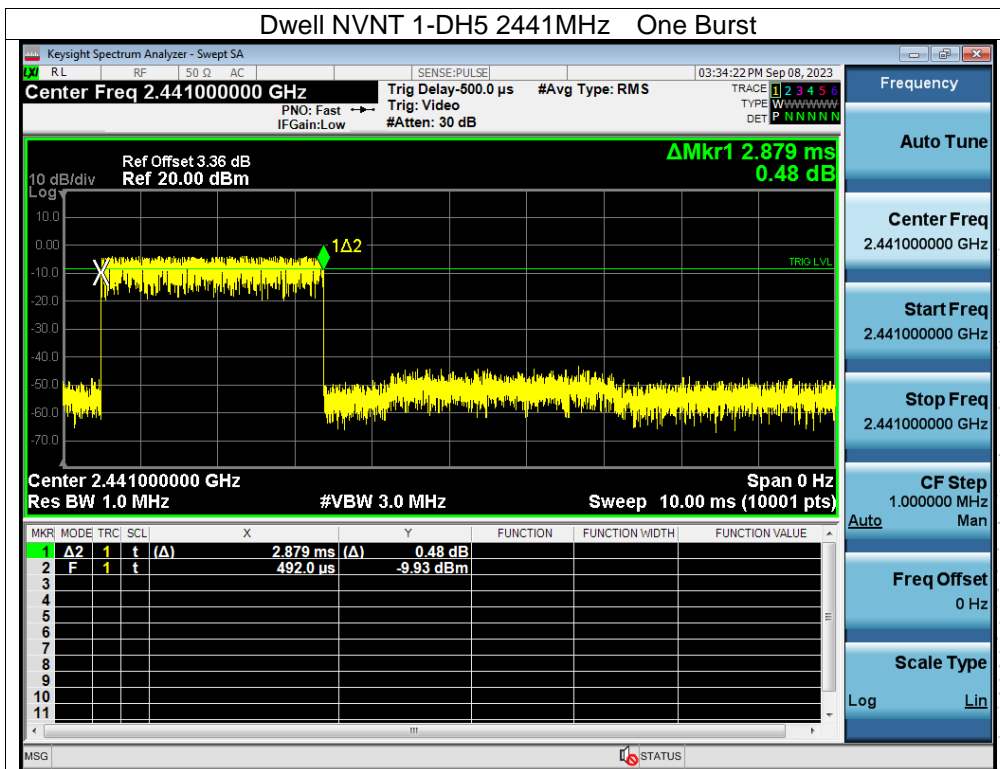 Dwell NVNT 1-DH5 2441MHz One Burst
Keysight Spectrum Analyzer - Swept SA
LXI RL RF 50 Ω AC SENSE:PULSE 03:34:22 PM Sep 08, 2023
Center Freq 2.441000000 GHz Trig Delay-500.0 µs #Avg Type: RMS TRACE 1 2 3 4 5 6
PNO: Fast Trig: Video TYPE WWWWWWW
IFGain:Low #Atten: 30 dB DET P N N N N N
ΔMkr1 2.879 ms
0.48 dB
Ref Offset 3.36 dB
10 dB/div Ref 20.00 dBm
Log
10.0
0.00
1Δ2
TRIG LVL
-10.0
-20.0
-30.0
-40.0
-50.0
-60.0
-70.0
Center 2.441000000 GHz Span 0 Hz
Res BW 1.0 MHz #VBW 3.0 MHz Sweep 10.00 ms (10001 pts)
MKR MODE TRC SCL X Y FUNCTION FUNCTION WIDTH FUNCTION VALUE
1 Δ2 1 t (Δ) 2.879 ms (Δ) 0.48 dB
2 F 1 t 492.0 µs -9.93 dBm
3
4
5
6
7
8
9
10
11
MSG STATUS
Frequency
Auto Tune
Center Freq
2.441000000 GHz
Start Freq
2.441000000 GHz
Stop Freq
2.441000000 GHz
CF Step
1.000000 MHz
Auto Man
Freq Offset
0 Hz
Scale Type
Log Lin